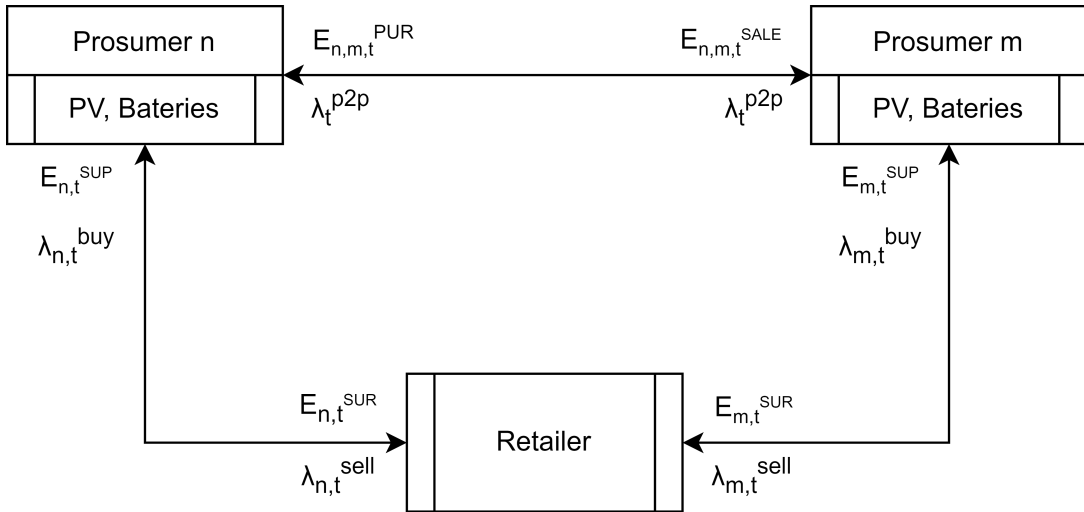 Prosumer n
PV, Bateries
E_{n,m,t}^{PUR}
λ_t^{p2p}
E_{n,m,t}^{SALE}
λ_t^{p2p}
Prosumer m
PV, Bateries
E_{n,t}^{SUP}
λ_{n,t}^{buy}
E_{m,t}^{SUP}
λ_{m,t}^{buy}
E_{n,t}^{SUR}
λ_{n,t}^{sell}
Retailer
E_{m,t}^{SUR}
λ_{m,t}^{sell}